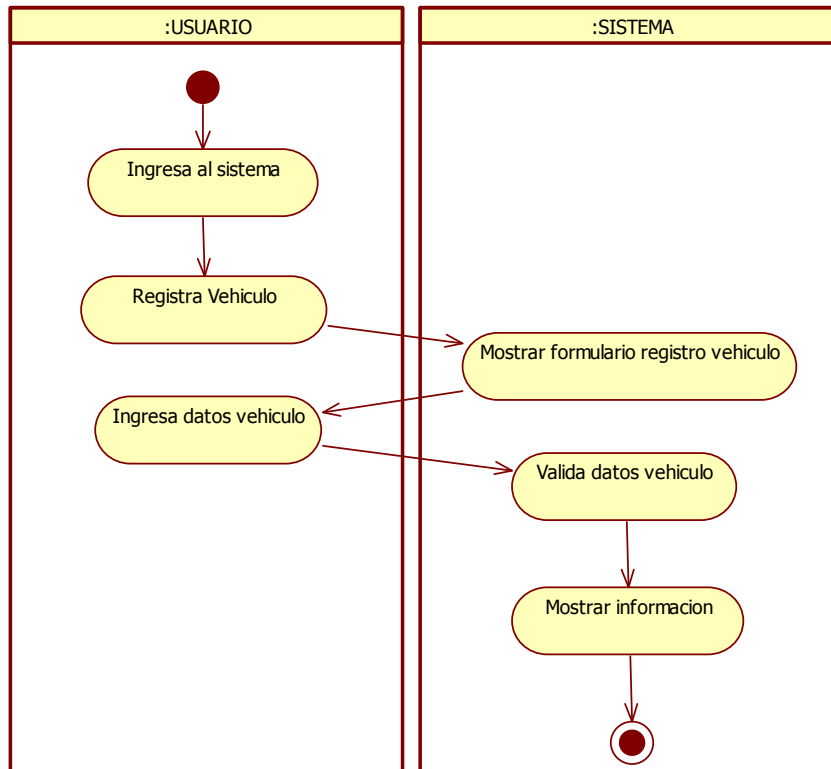 :USUARIO
:SISTEMA
Ingresa al sistema
Registra Vehiculo
Mostrar formulario registro vehiculo
Ingresa datos vehiculo
Valida datos vehiculo
Mostrar informacion